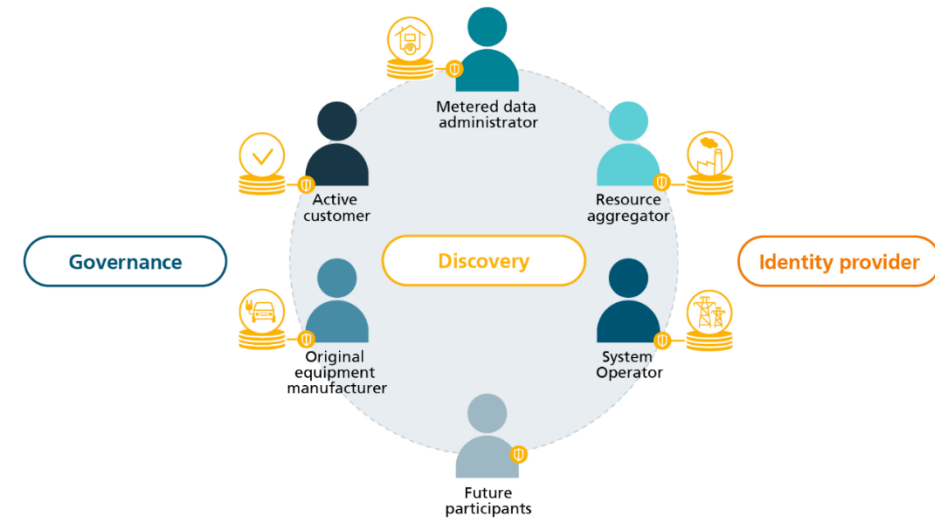 Metered data
administrator
Active
customer
Resource
aggregator
Governance
Discovery
Identity provider
Original
equipment
manufacturer
System
Operator
Future
participants